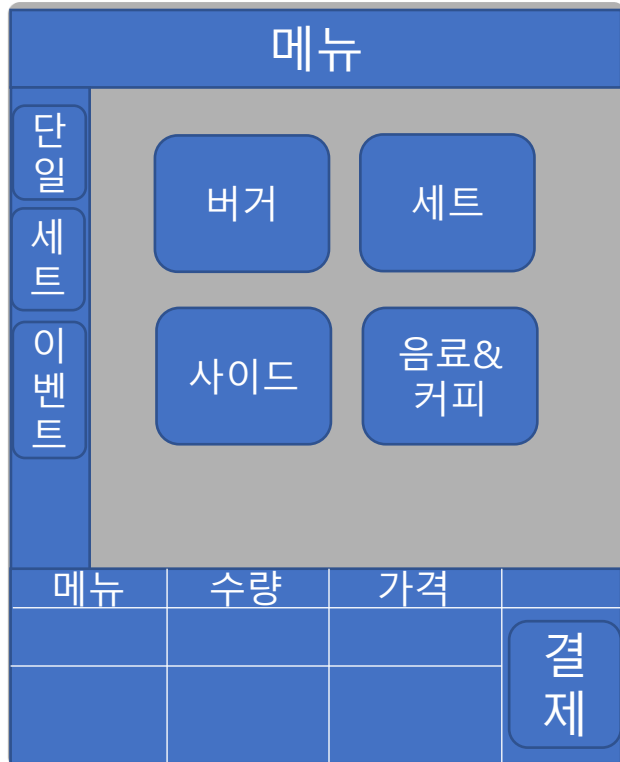 메뉴
단
일
세
트
이
벤
트
버거
세트
사이드
음료&
커피
메뉴
수량
가격
결
제